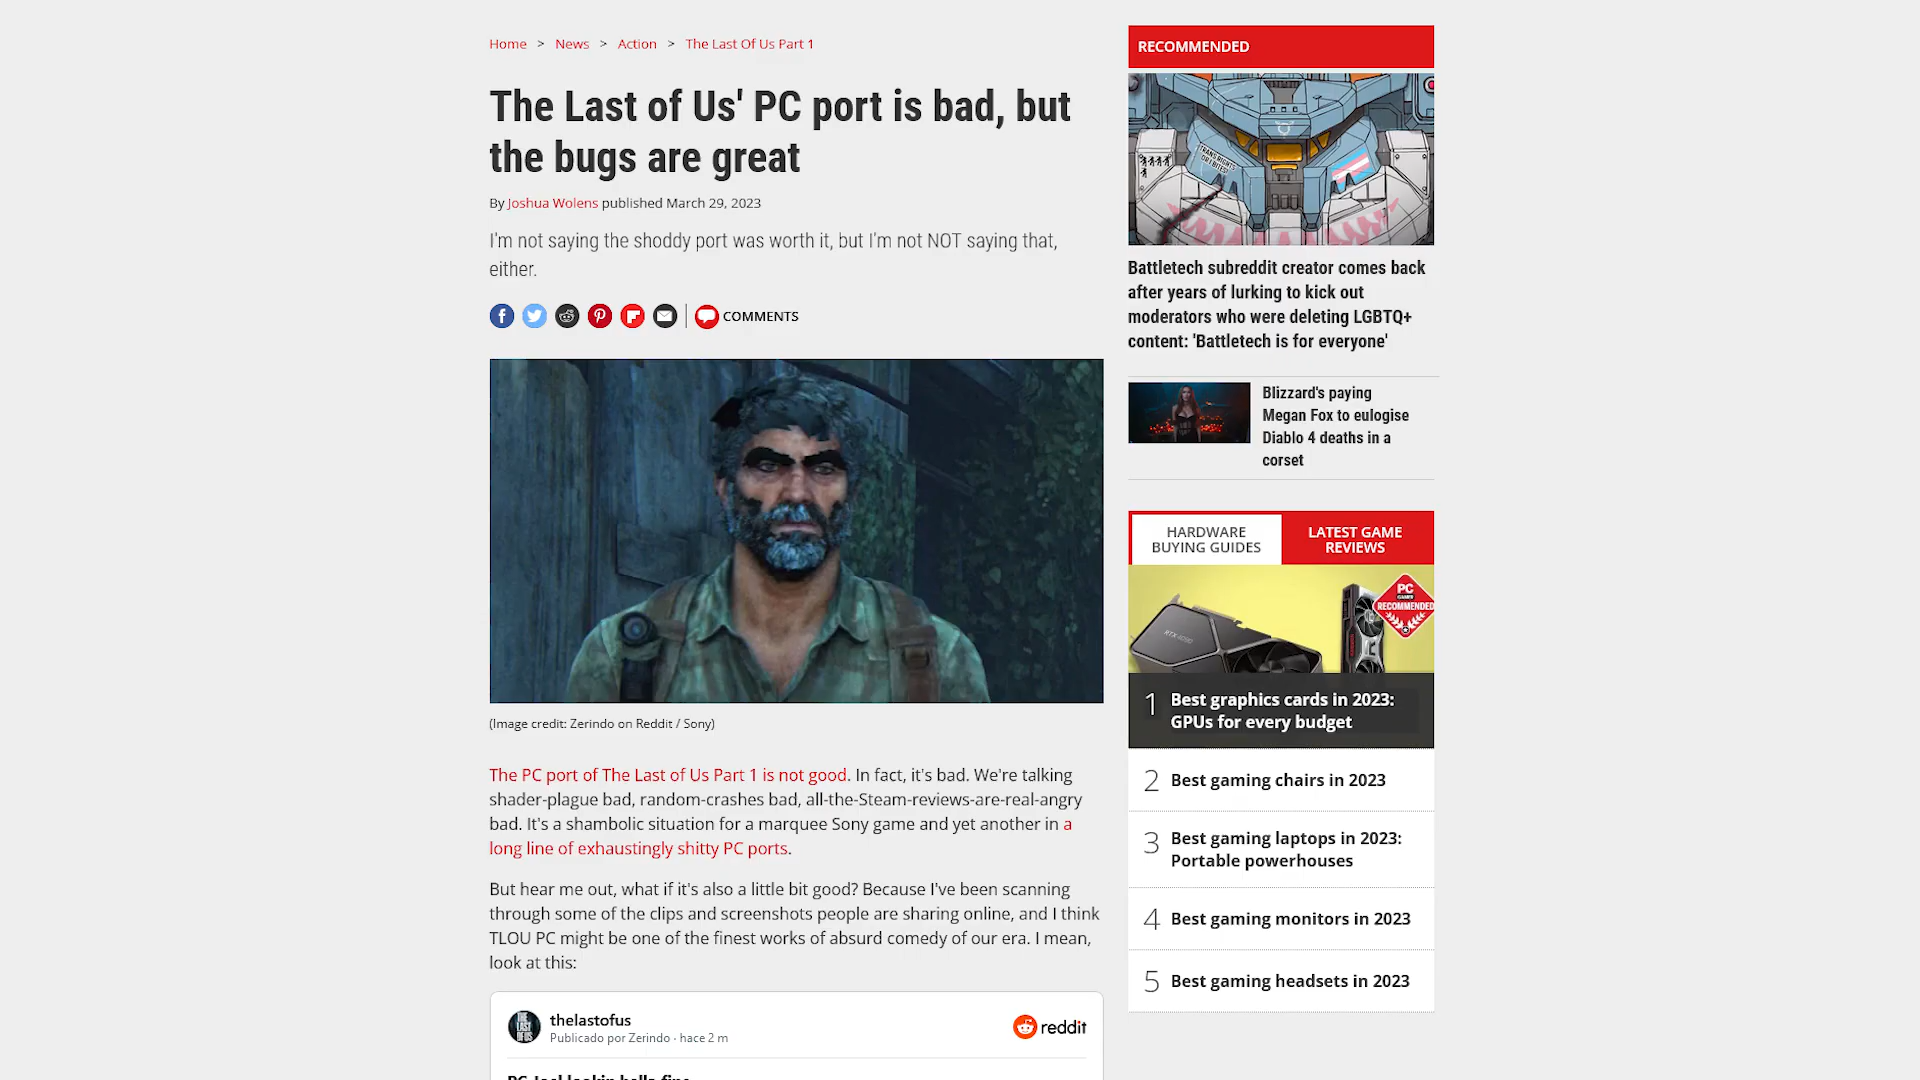 Home > News > Action > The Last Of Us Part 1
The Last of Us' PC port is bad, but
the bugs are great
By Joshua Wolens published March 29, 2023
I'm not saying the shoddy port was worth it, but I'm not NOT saying that,
either.
COMMENTS
(Image credit: Zerindo on Reddit / Sony)
The PC port of The Last of Us Part 1 is not good. In fact, it's bad. We're talking
shader-plague bad, random-crashes bad, all-the-Steam-reviews-are-real-angry
bad. It's a shambolic situation for a marquee Sony game and yet another in a
long line of exhaustingly shitty PC ports.
But hear me out, what if it's also a little bit good? Because I've been scanning
through some of the clips and screenshots people are sharing online, and I think
TLOU PC might be one of the finest works of absurd comedy of our era. I mean,
look at this:
THE
LAST
OF US
thelastofus
Publicado por Zerindo · hace 2 m
reddit
PC Joel lookin hella fine
RECOMMENDED
TRANS RIGHTS
OR I BITE!
Battletech subreddit creator comes back
after years of lurking to kick out
moderators who were deleting LGBTQ+
content: 'Battletech is for everyone'
Blizzard's paying
Megan Fox to eulogise
Diablo 4 deaths in a
corset
HARDWARE
BUYING GUIDES
LATEST GAME
REVIEWS
PC
GAMER
RECOMMENDED
1 Best graphics cards in 2023:
GPUs for every budget
2 Best gaming chairs in 2023
3 Best gaming laptops in 2023:
Portable powerhouses
4 Best gaming monitors in 2023
5 Best gaming headsets in 2023